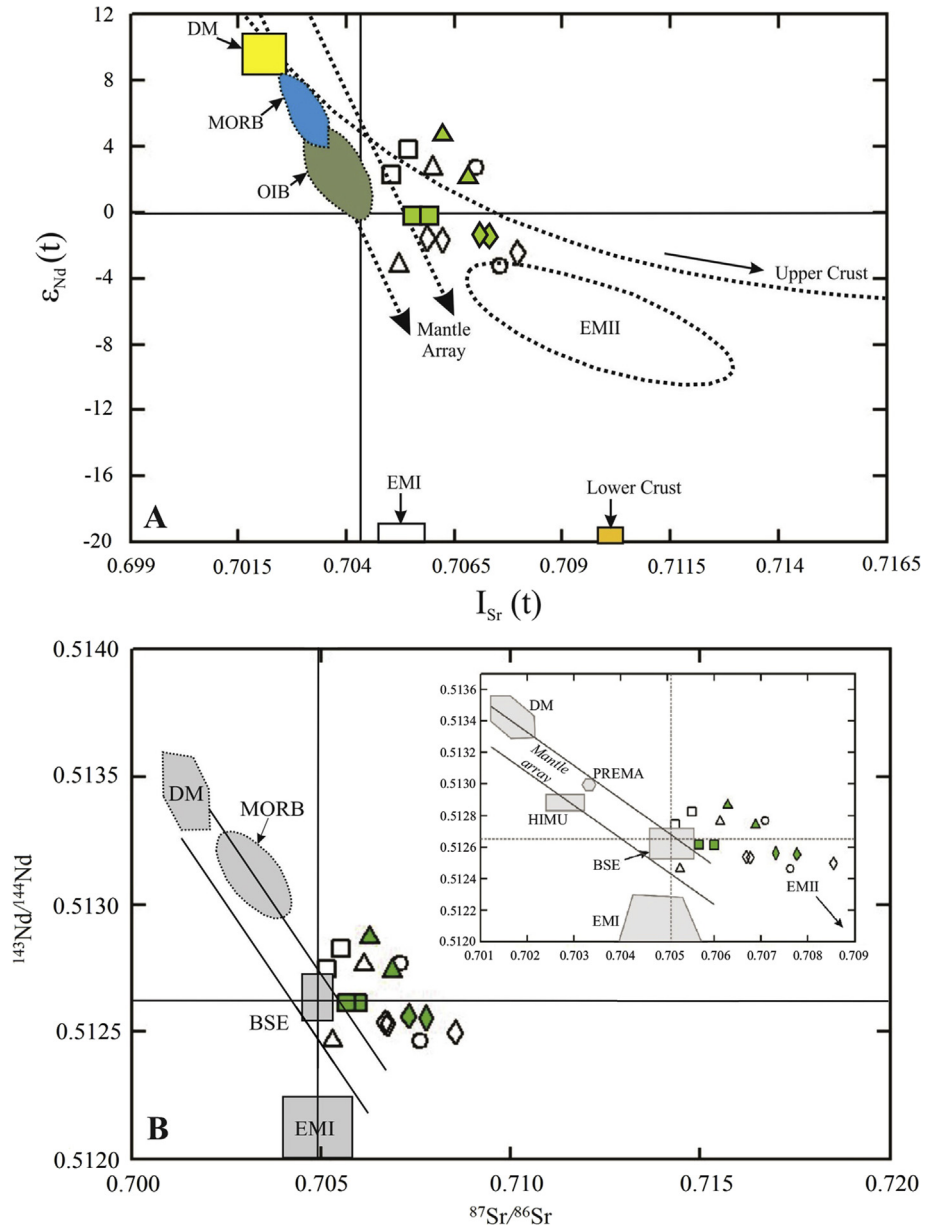 12
8
4
0
-4
-8
-12
-16
-20
εNd (t)
DM
MORB
OIB
Mantle
Array
EMII
Upper Crust
EMI
Lower Crust
A
0.699
0.7015
0.704
0.7065
0.709
0.7115
0.714
0.7165
ISr (t)
0.5140
0.5135
0.5130
0.5125
0.5120
143Nd/144Nd
DM
MORB
BSE
EMI
B
0.5136
0.5134
0.5132
0.5130
0.5128
0.5126
0.5124
0.5122
0.5120
DM
Mantle
array
PREMA
HIMU
BSE
EMI
EMII
0.701
0.702
0.703
0.704
0.705
0.706
0.707
0.708
0.709
0.700
0.705
0.710
0.715
0.720
87Sr/86Sr